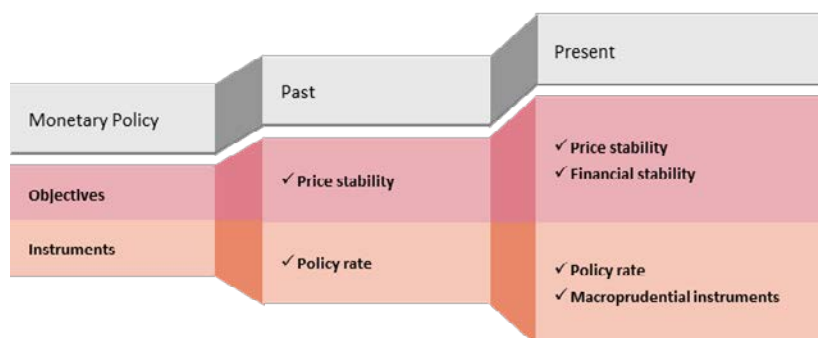 Monetary Policy
Past
Present
Objectives
✓ Price stability
✓ Price stability
✓ Financial stability
Instruments
✓ Policy rate
✓ Policy rate
✓ Macroprudential instruments